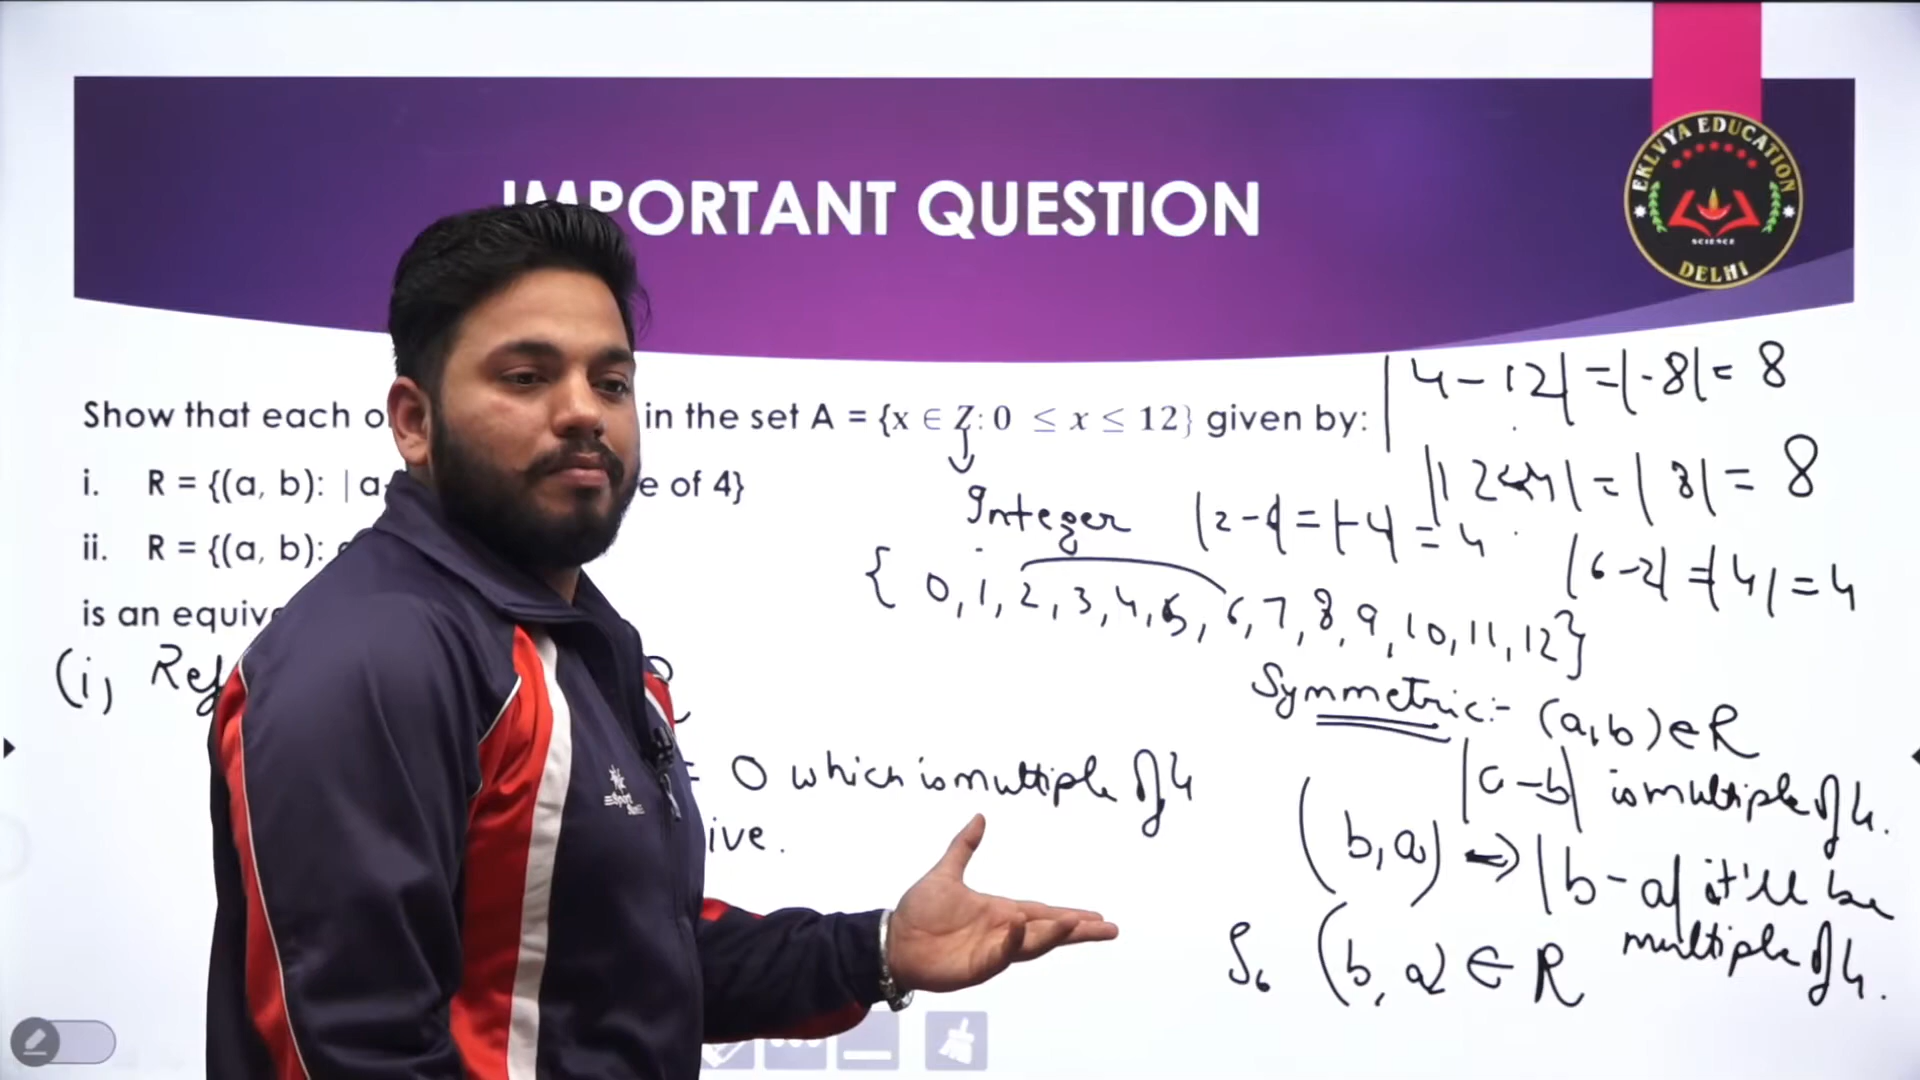 IMPORTANT QUESTION
EKLVYA EDUCATION
SCIENCE
DELHI
Show that each o in the set A = {x ∈ Z: 0 ≤ x ≤ 12} given by:
i. R = {(a, b): |a e of 4}
ii. R = {(a, b):
is an equiv
|4-12| = |-8| = 8
|12-4| = |8| = 8
Integer
= |-4| = 4
|6-2| = |4| = 4
{ 0, 1, 2, 3, 4, 5, 6, 7, 8, 9, 10, 11, 12 }
(i) Ref
= 0 which is multiple of 4
ive.
Symmetric:- (a,b) ∈ R
|a-b| is multiple of 4.
(b,a) → |b-a| it'll be
multiple of 4.
So (b, a) ∈ R
Sport